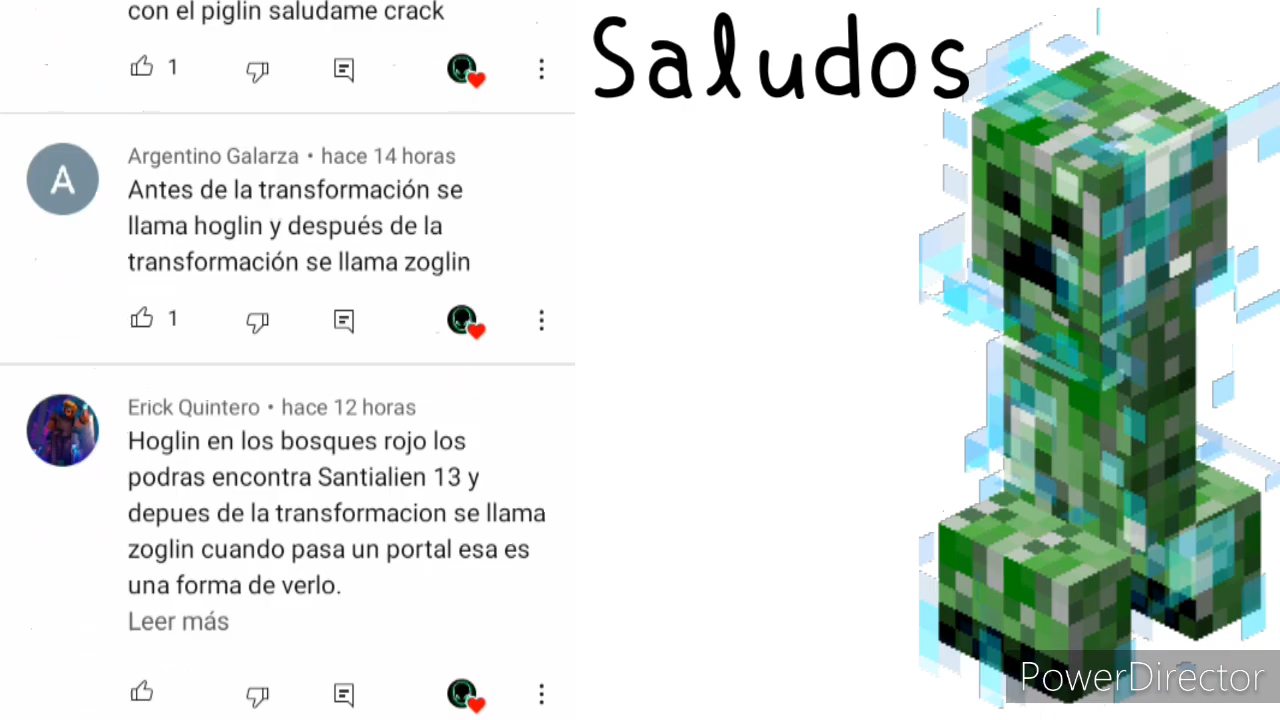 con el piglin saludame crack
1
Argentino Galarza • hace 14 horas
Antes de la transformación se
llama hoglin y después de la
transformación se llama zoglin
1
Erick Quintero • hace 12 horas
Hoglin en los bosques rojo los
podras encontra Santialien 13 y
depues de la transformacion se llama
zoglin cuando pasa un portal esa es
una forma de verlo.
Leer más
A
Saludos
PowerDirector